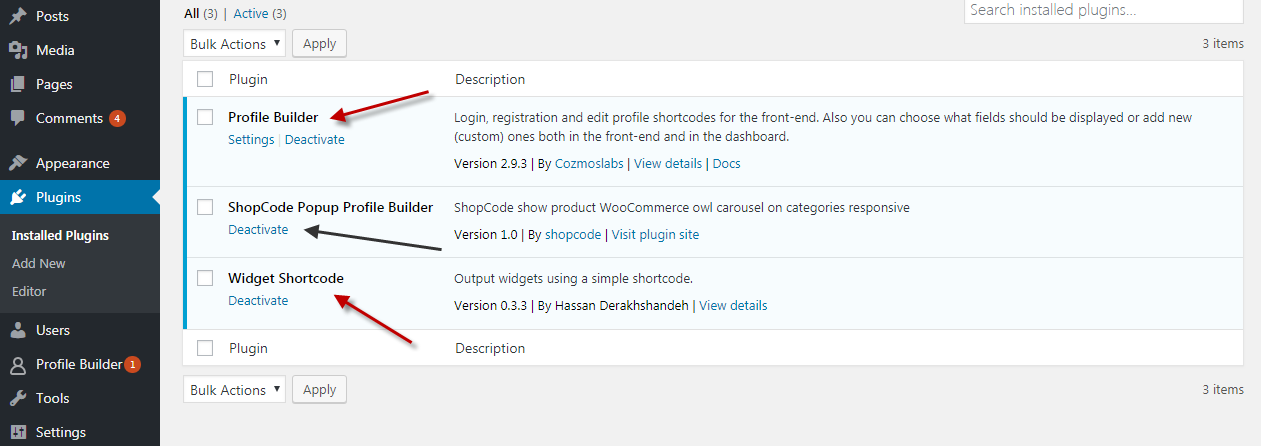 Posts
Media
Pages
Comments 4
Appearance
Plugins
Installed Plugins
Add New
Editor
Users
Profile Builder 1
Tools
Settings
All (3) | Active (3)
Search installed plugins...
Bulk Actions Apply 3 items
Plugin Description
Profile Builder
Settings | Deactivate
Login, registration and edit profile shortcodes for the front-end. Also you can choose what fields should be displayed or add new
(custom) ones both in the front-end and in the dashboard.
Version 2.9.3 | By Cozmoslabs | View details | Docs
ShopCode Popup Profile Builder
Deactivate
ShopCode show product WooCommerce owl carousel on categories responsive
Version 1.0 | By shopcode | Visit plugin site
Widget Shortcode
Deactivate
Output widgets using a simple shortcode.
Version 0.3.3 | By Hassan Derakhshandeh | View details
Plugin Description
Bulk Actions Apply 3 items